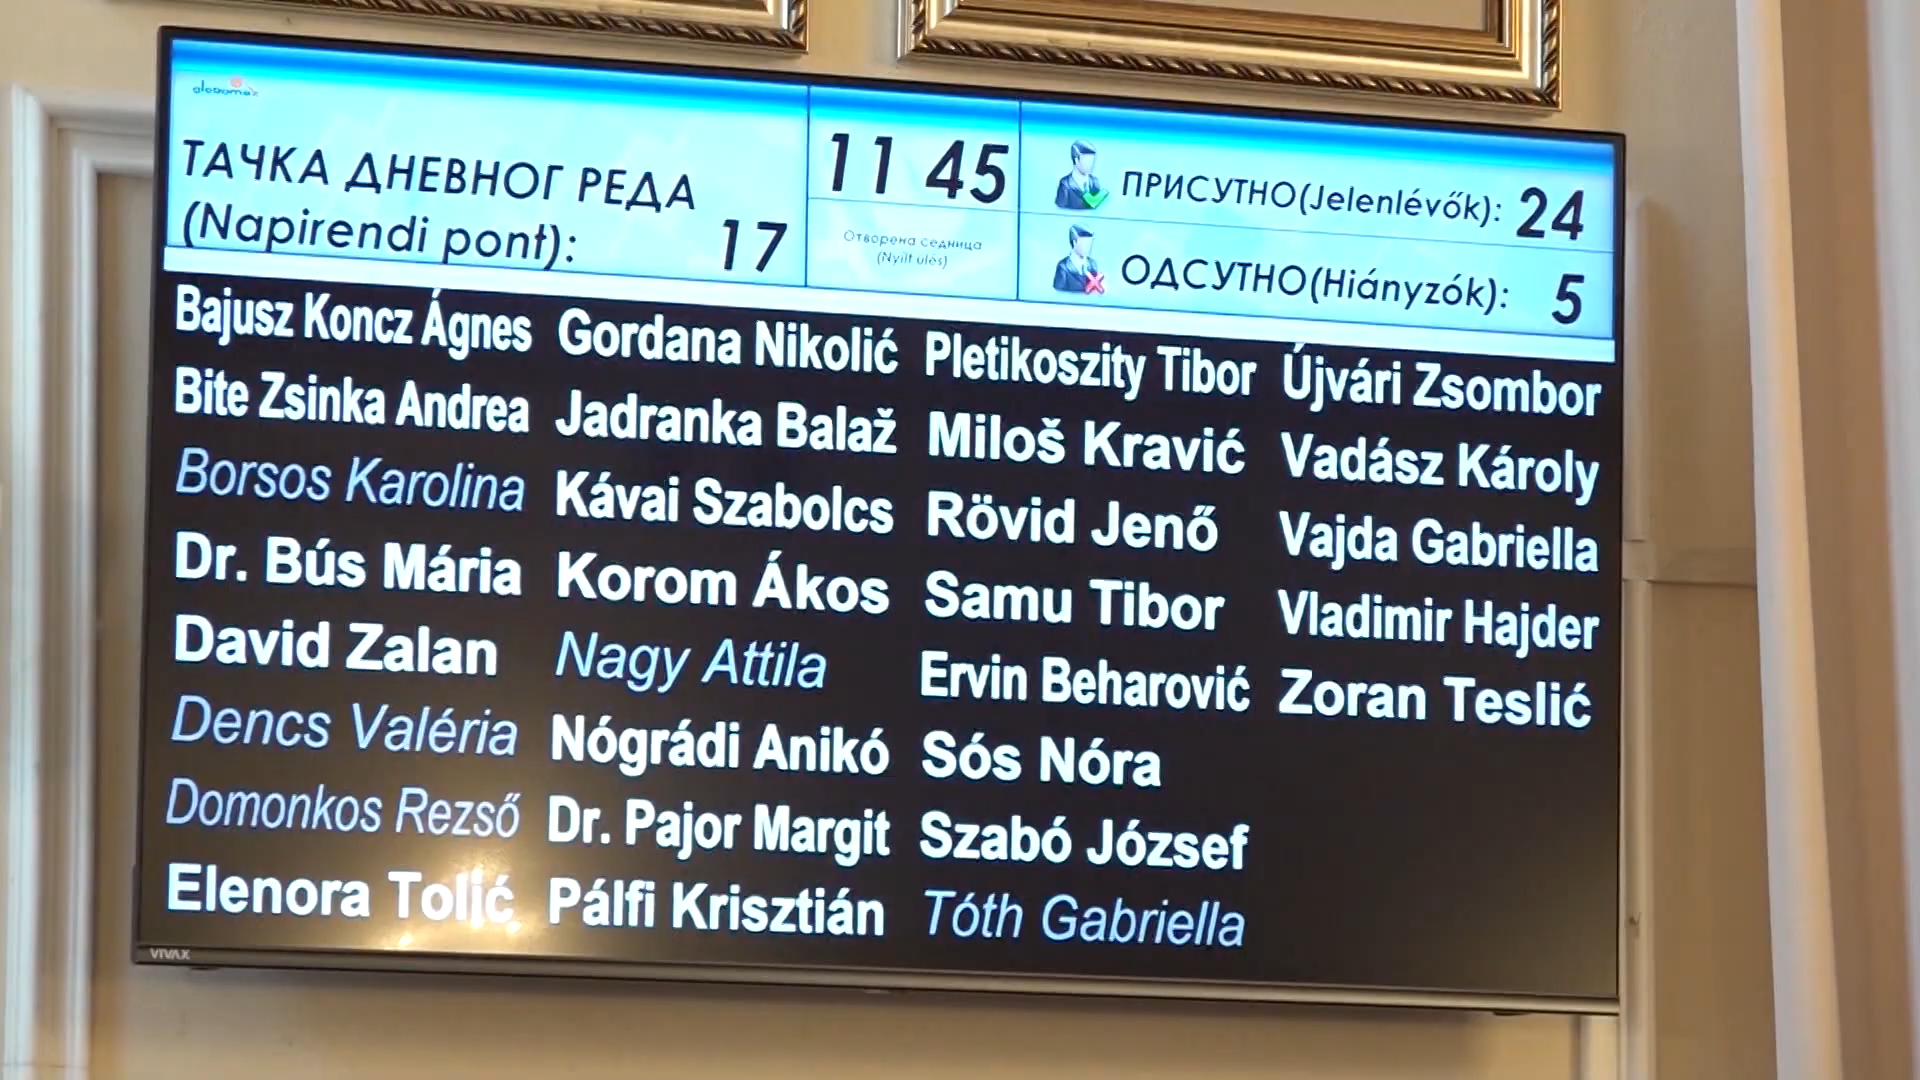 ТАЧКА ДНЕВНОГ РЕДА
(Napirendi pont): 17
11 45
Отворена седница
(Nyílt ülés)
ПРИСУТНО(Jelenlévők): 24
ОДСУТНО(Hiányzók): 5
Bajusz Koncz Ágnes
Bite Zsinka Andrea
Borsos Karolina
Dr. Bús Mária
David Zalan
Dencs Valéria
Domonkos Rezső
Elenora Tolić
Gordana Nikolić
Jadranka Balaž
Kávai Szabolcs
Korom Ákos
Nagy Attila
Nógrádi Anikó
Dr. Pajor Margit
Pálfi Krisztián
Pletikoszity Tibor
Miloš Kravić
Rövid Jenő
Samu Tibor
Ervin Beharović
Sós Nóra
Szabó József
Tóth Gabriella
Újvári Zsombor
Vadász Károly
Vajda Gabriella
Vladimir Hajder
Zoran Teslić
VIVAX